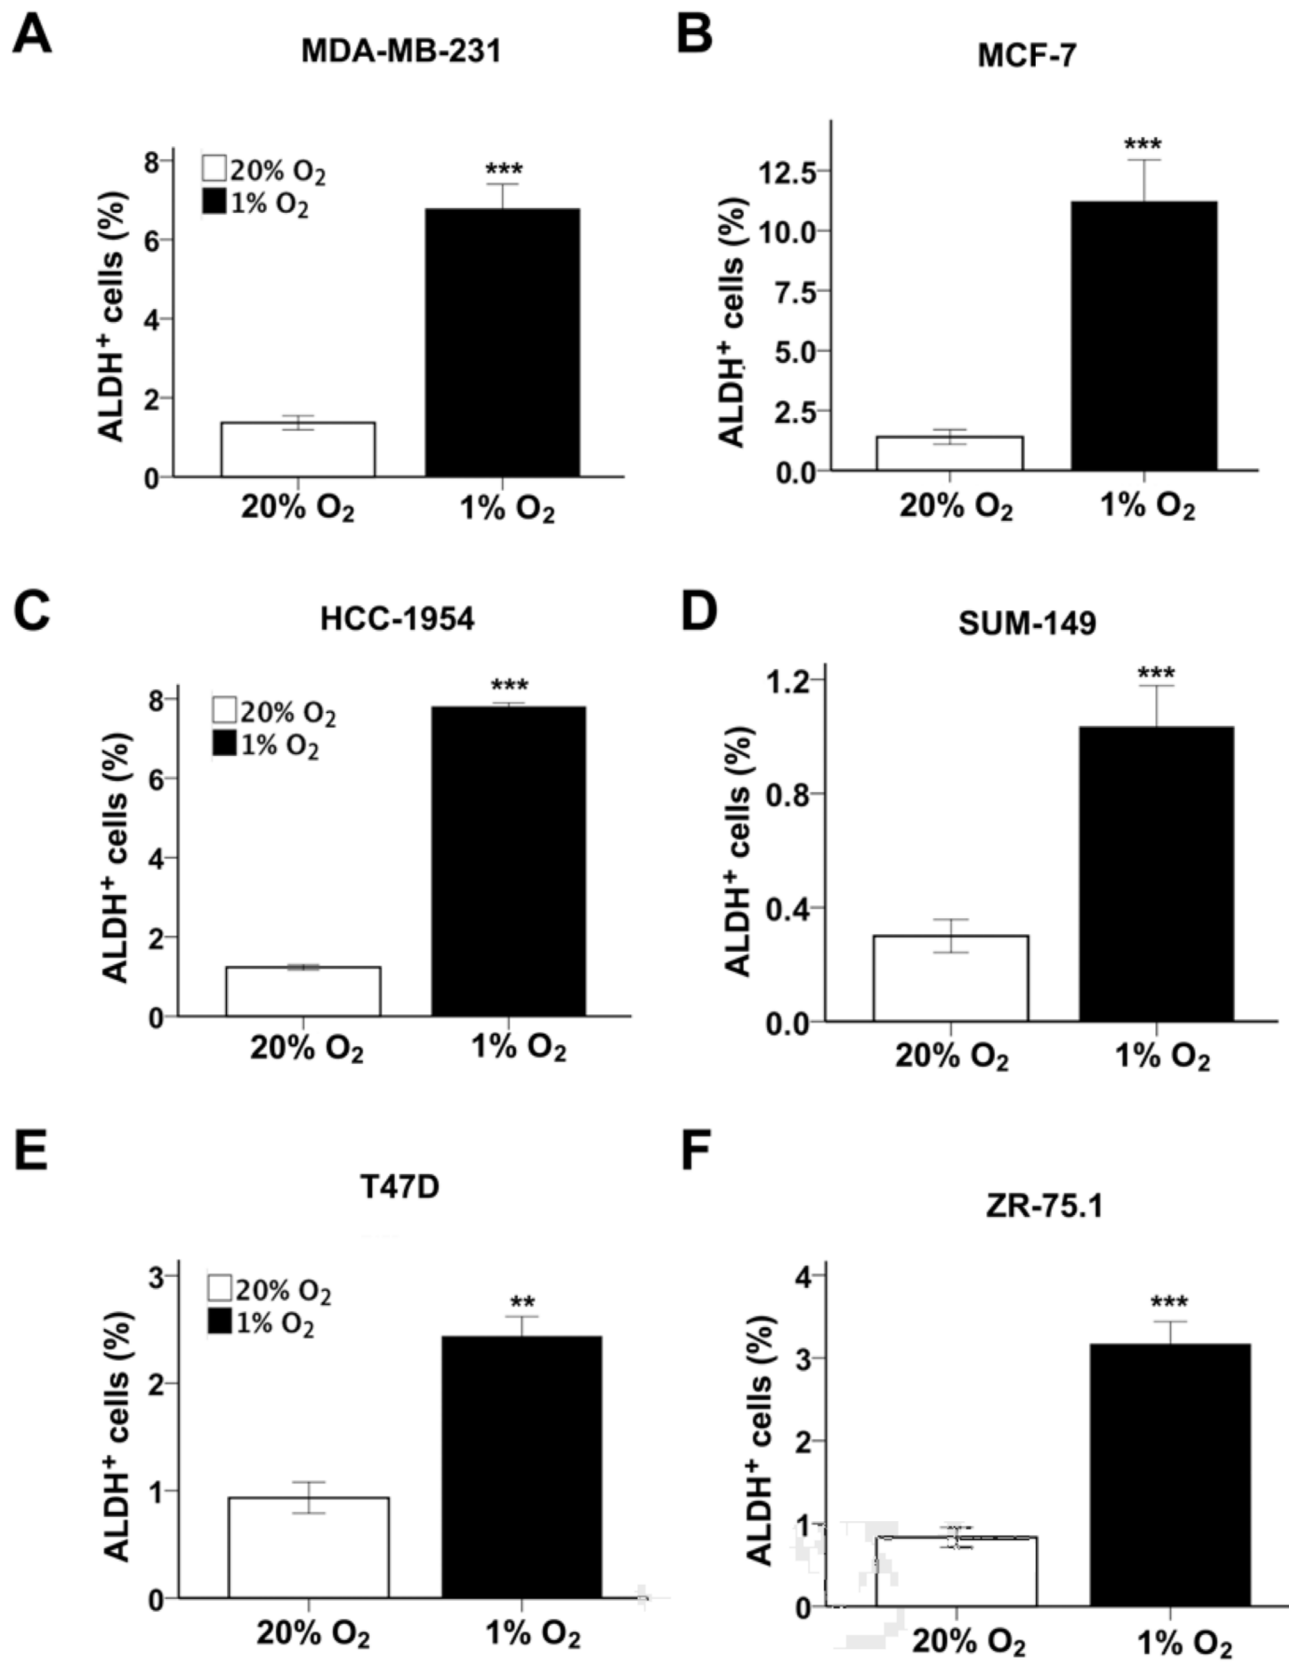 A
MDA-MB-231
ALDH⁺ cells (%)
8
6
4
2
0
20% O₂
1% O₂
***
20% O₂
1% O₂
B
MCF-7
ALDH⁺ cells (%)
12.5
10.0
7.5
5.0
2.5
0.0
***
20% O₂
1% O₂
C
HCC-1954
ALDH⁺ cells (%)
8
6
4
2
0
20% O₂
1% O₂
***
20% O₂
1% O₂
D
SUM-149
ALDH⁺ cells (%)
1.2
0.8
0.4
0.0
***
20% O₂
1% O₂
E
T47D
ALDH⁺ cells (%)
3
2
1
0
20% O₂
1% O₂
**
20% O₂
1% O₂
F
ZR-75.1
ALDH⁺ cells (%)
4
3
2
1
0
***
20% O₂
1% O₂